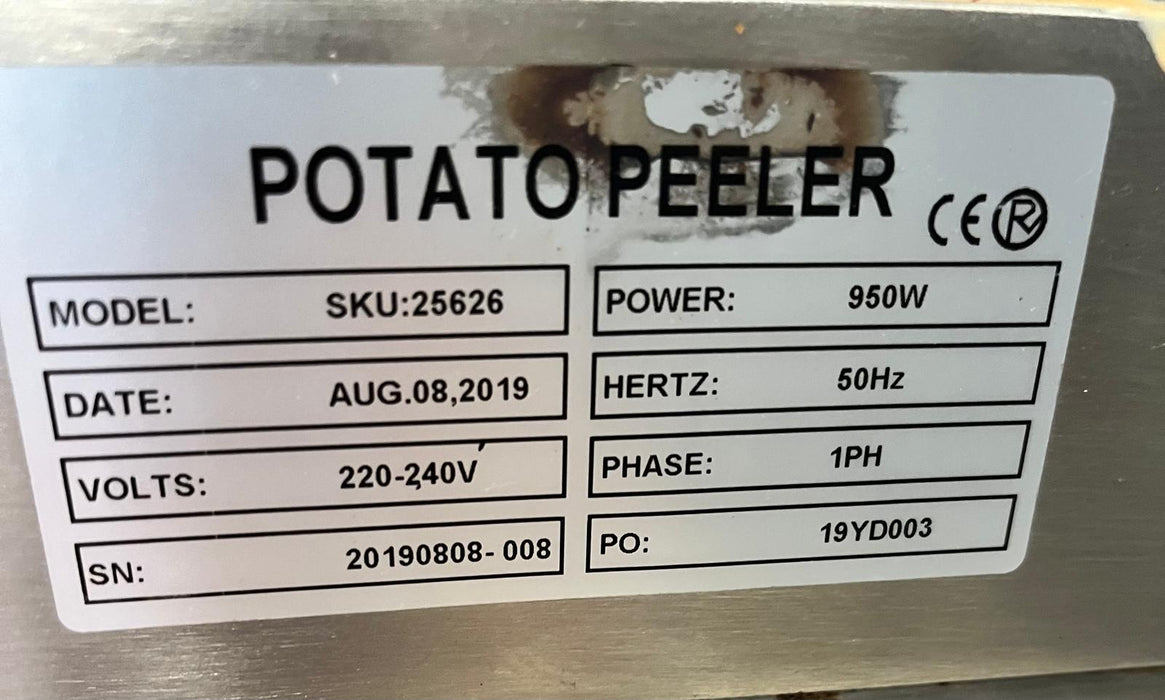 POTATO PEELER
CE R
MODEL: SKU:25626
POWER: 950W
DATE: AUG.08,2019
HERTZ: 50Hz
VOLTS: 220-240V
PHASE: 1PH
SN: 20190808- 008
PO: 19YD003